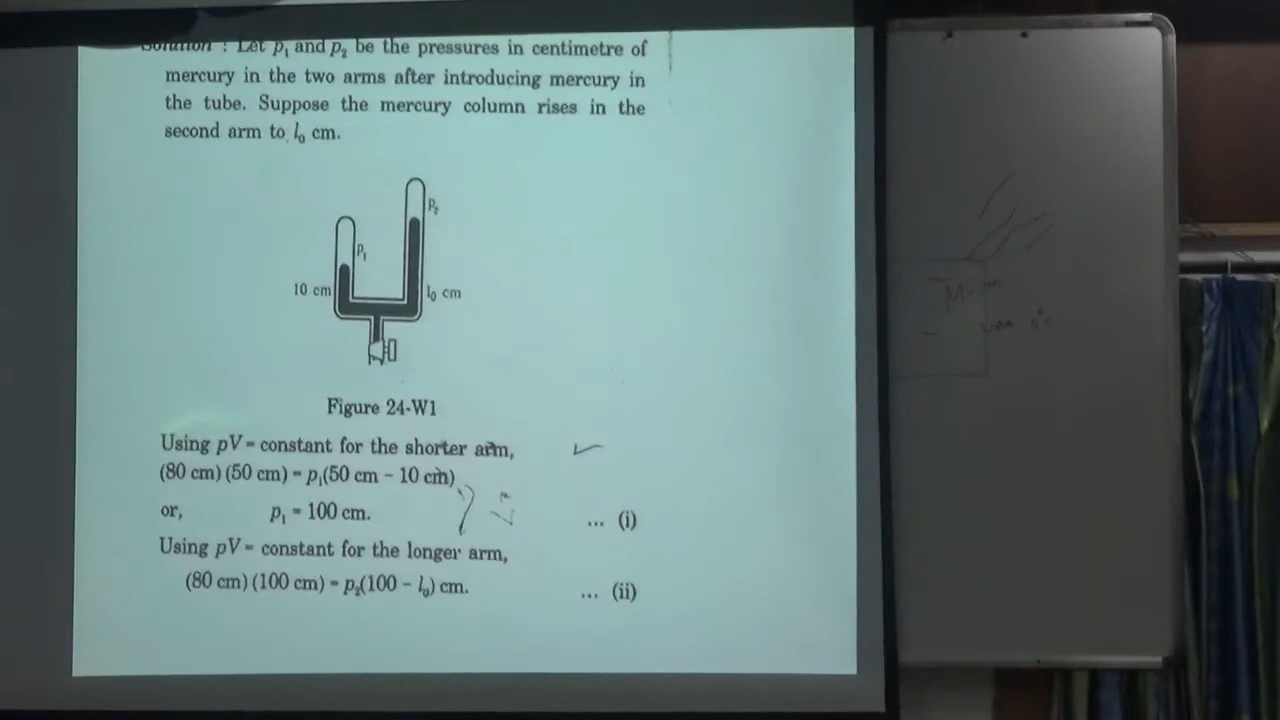 Solution : Let p₁ and p₂ be the pressures in centimetre of
mercury in the two arms after introducing mercury in
the tube. Suppose the mercury column rises in the
second arm to l₀ cm.
p₂
p₁
10 cm
l₀ cm
Figure 24-W1
Using pV = constant for the shorter arm,
(80 cm) (50 cm) = p₁(50 cm − 10 cm)
or, p₁ = 100 cm. ... (i)
Using pV = constant for the longer arm,
(80 cm) (100 cm) = p₂(100 − l₀) cm. ... (ii)